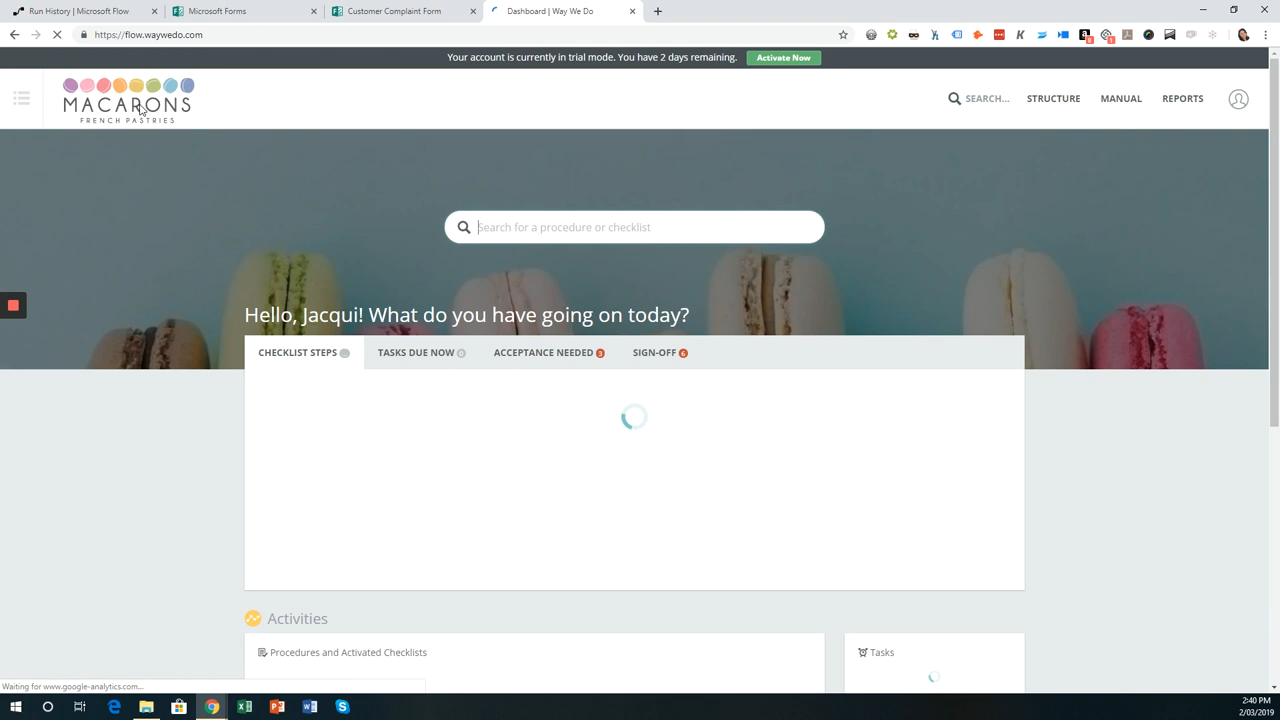 Run History | Microsoft Flow
Microsoft Forms
Customer Complaint Form
Dashboard | Way We Do
https://flow.waywedo.com
Your account is currently in trial mode. You have 2 days remaining.
Activate Now
MACARONS
FRENCH PASTRIES
SEARCH...
STRUCTURE
MANUAL
REPORTS
Search for a procedure or checklist
Hello, Jacqui! What do you have going on today?
CHECKLIST STEPS
TASKS DUE NOW 0
ACCEPTANCE NEEDED 3
SIGN-OFF 6
Activities
Procedures and Activated Checklists
Tasks
Waiting for www.google-analytics.com...
2:40 PM
2/03/2019